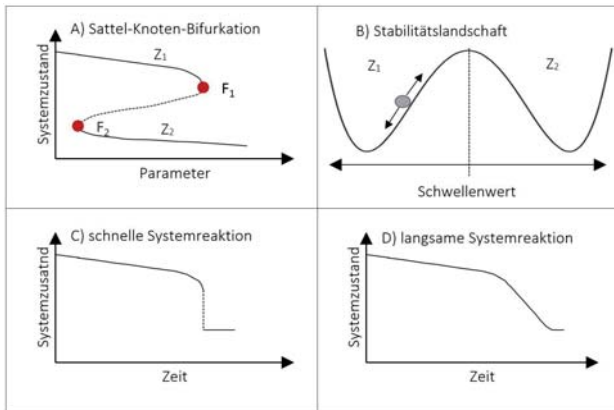 A) Sattel-Knoten-Bifurkation
Systemzustand
Z1
F1
F2
Z2
Parameter
B) Stabilitätslandschaft
Z1
Z2
Schwellenwert
C) schnelle Systemreaktion
Systemzusatnd
Zeit
D) langsame Systemreaktion
Systemzustand
Zeit